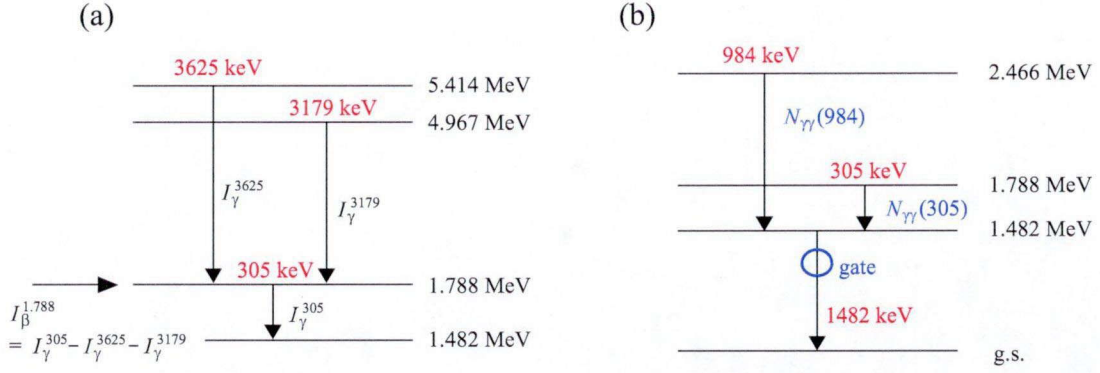 (a)
3625 keV
5.414 MeV
3179 keV
4.967 MeV
I_γ^3625
I_γ^3179
305 keV
1.788 MeV
I_β^1.788
= I_γ^305 – I_γ^3625 – I_γ^3179
I_γ^305
1.482 MeV
(b)
984 keV
2.466 MeV
N_γγ(984)
305 keV
1.788 MeV
N_γγ(305)
1.482 MeV
gate
1482 keV
g.s.